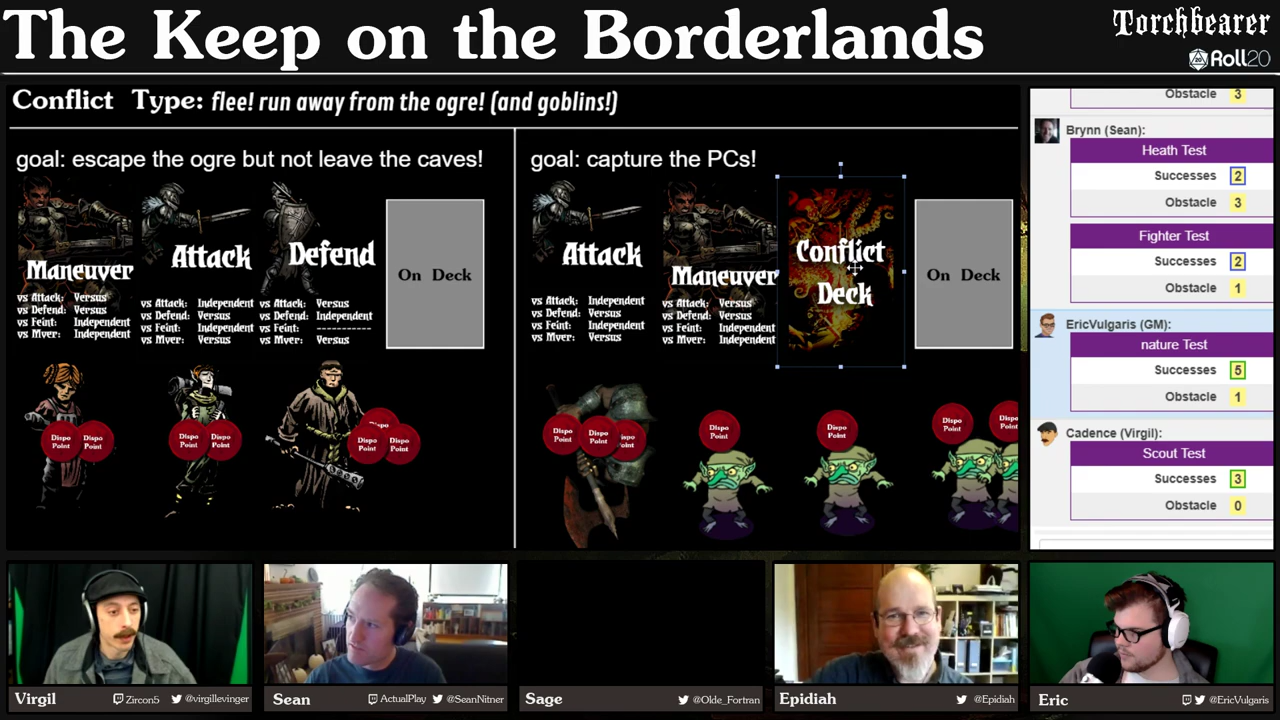 The Keep on the Borderlands
Torchbearer
Roll20
Conflict Type: flee! run away from the ogre! (and goblins!)
goal: escape the ogre but not leave the caves!
Maneuver
vs Attack: Versus
vs Defend: Versus
vs Feint: Independent
vs Mver: Independent
Attack
vs Attack: Independent
vs Defend: Versus
vs Feint: Independent
vs Mver: Versus
Defend
vs Attack: Versus
vs Defend: Independent
vs Feint: ----------
vs Mver: Versus
On Deck
goal: capture the PCs!
Attack
vs Attack: Independent
vs Defend: Versus
vs Feint: Independent
vs Mver: Versus
Maneuver
vs Attack: Versus
vs Defend: Versus
vs Feint: Independent
vs Mver: Independent
Conflict
Deck
On Deck
Dispo
Point
Dispo
Point
Dispo
Point
Dispo
Point
Dispo
Dispo
Point
Dispo
Point
Dispo
Point
Dispo
Point
Point
Dispo
Point
Dispo
Point
Dispo
Point
Obstacle 3
Brynn (Sean):
Heath Test
Successes 2
Obstacle 3
Fighter Test
Successes 2
Obstacle 1
EricVulgaris (GM):
nature Test
Successes 5
Obstacle 1
Cadence (Virgil):
Scout Test
Successes 3
Obstacle 0
Virgil Zircon5 @virgillevinger
Sean ActualPlay @SeanNitner
Sage @Olde_Fortran
Epidiah @Epidiah
Eric @EricVulgaris